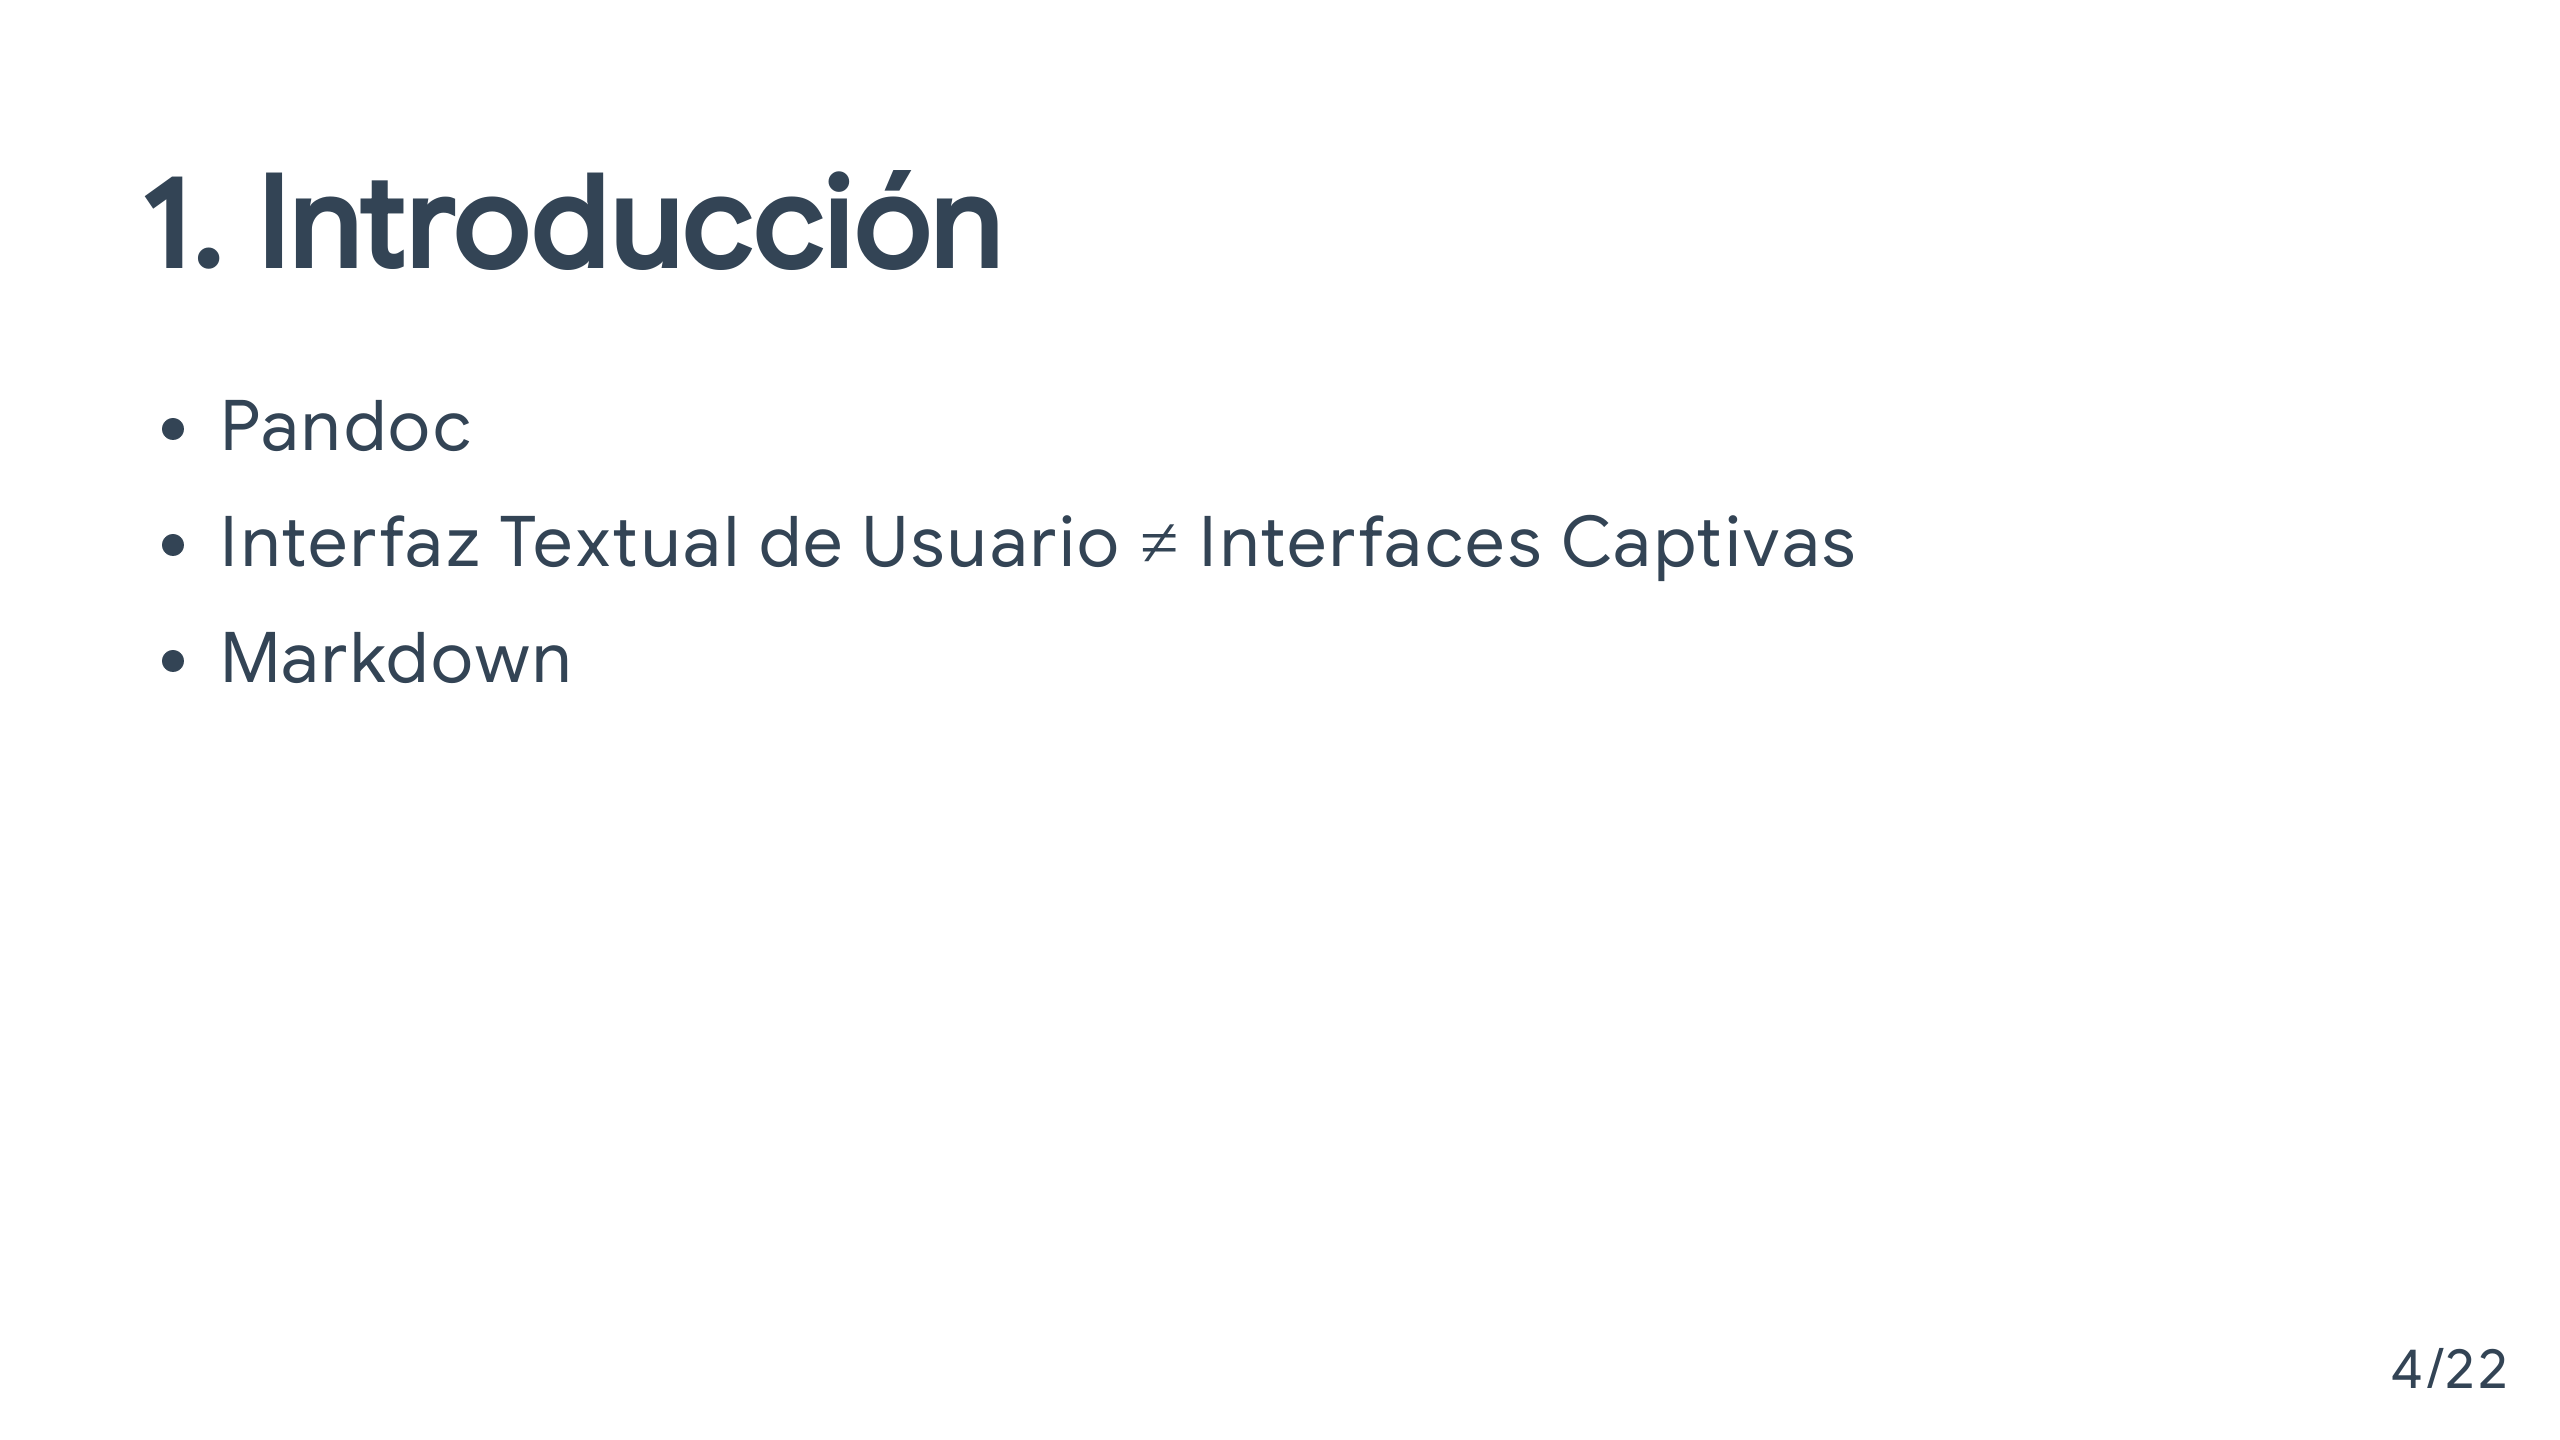 1. Introducción
• Pandoc
• Interfaz Textual de Usuario ≠ Interfaces Captivas
• Markdown
4/22